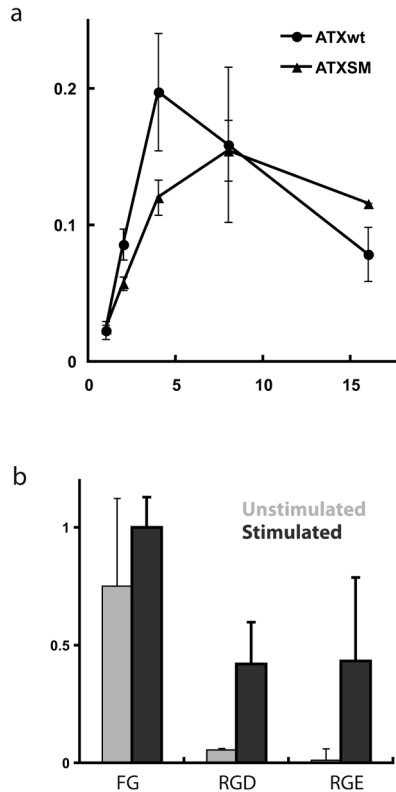 a
ATXwt
ATXSM
0.2
0.1
0
0 5 10 15
b
Unstimulated
Stimulated
1
0.5
0
FG RGD RGE